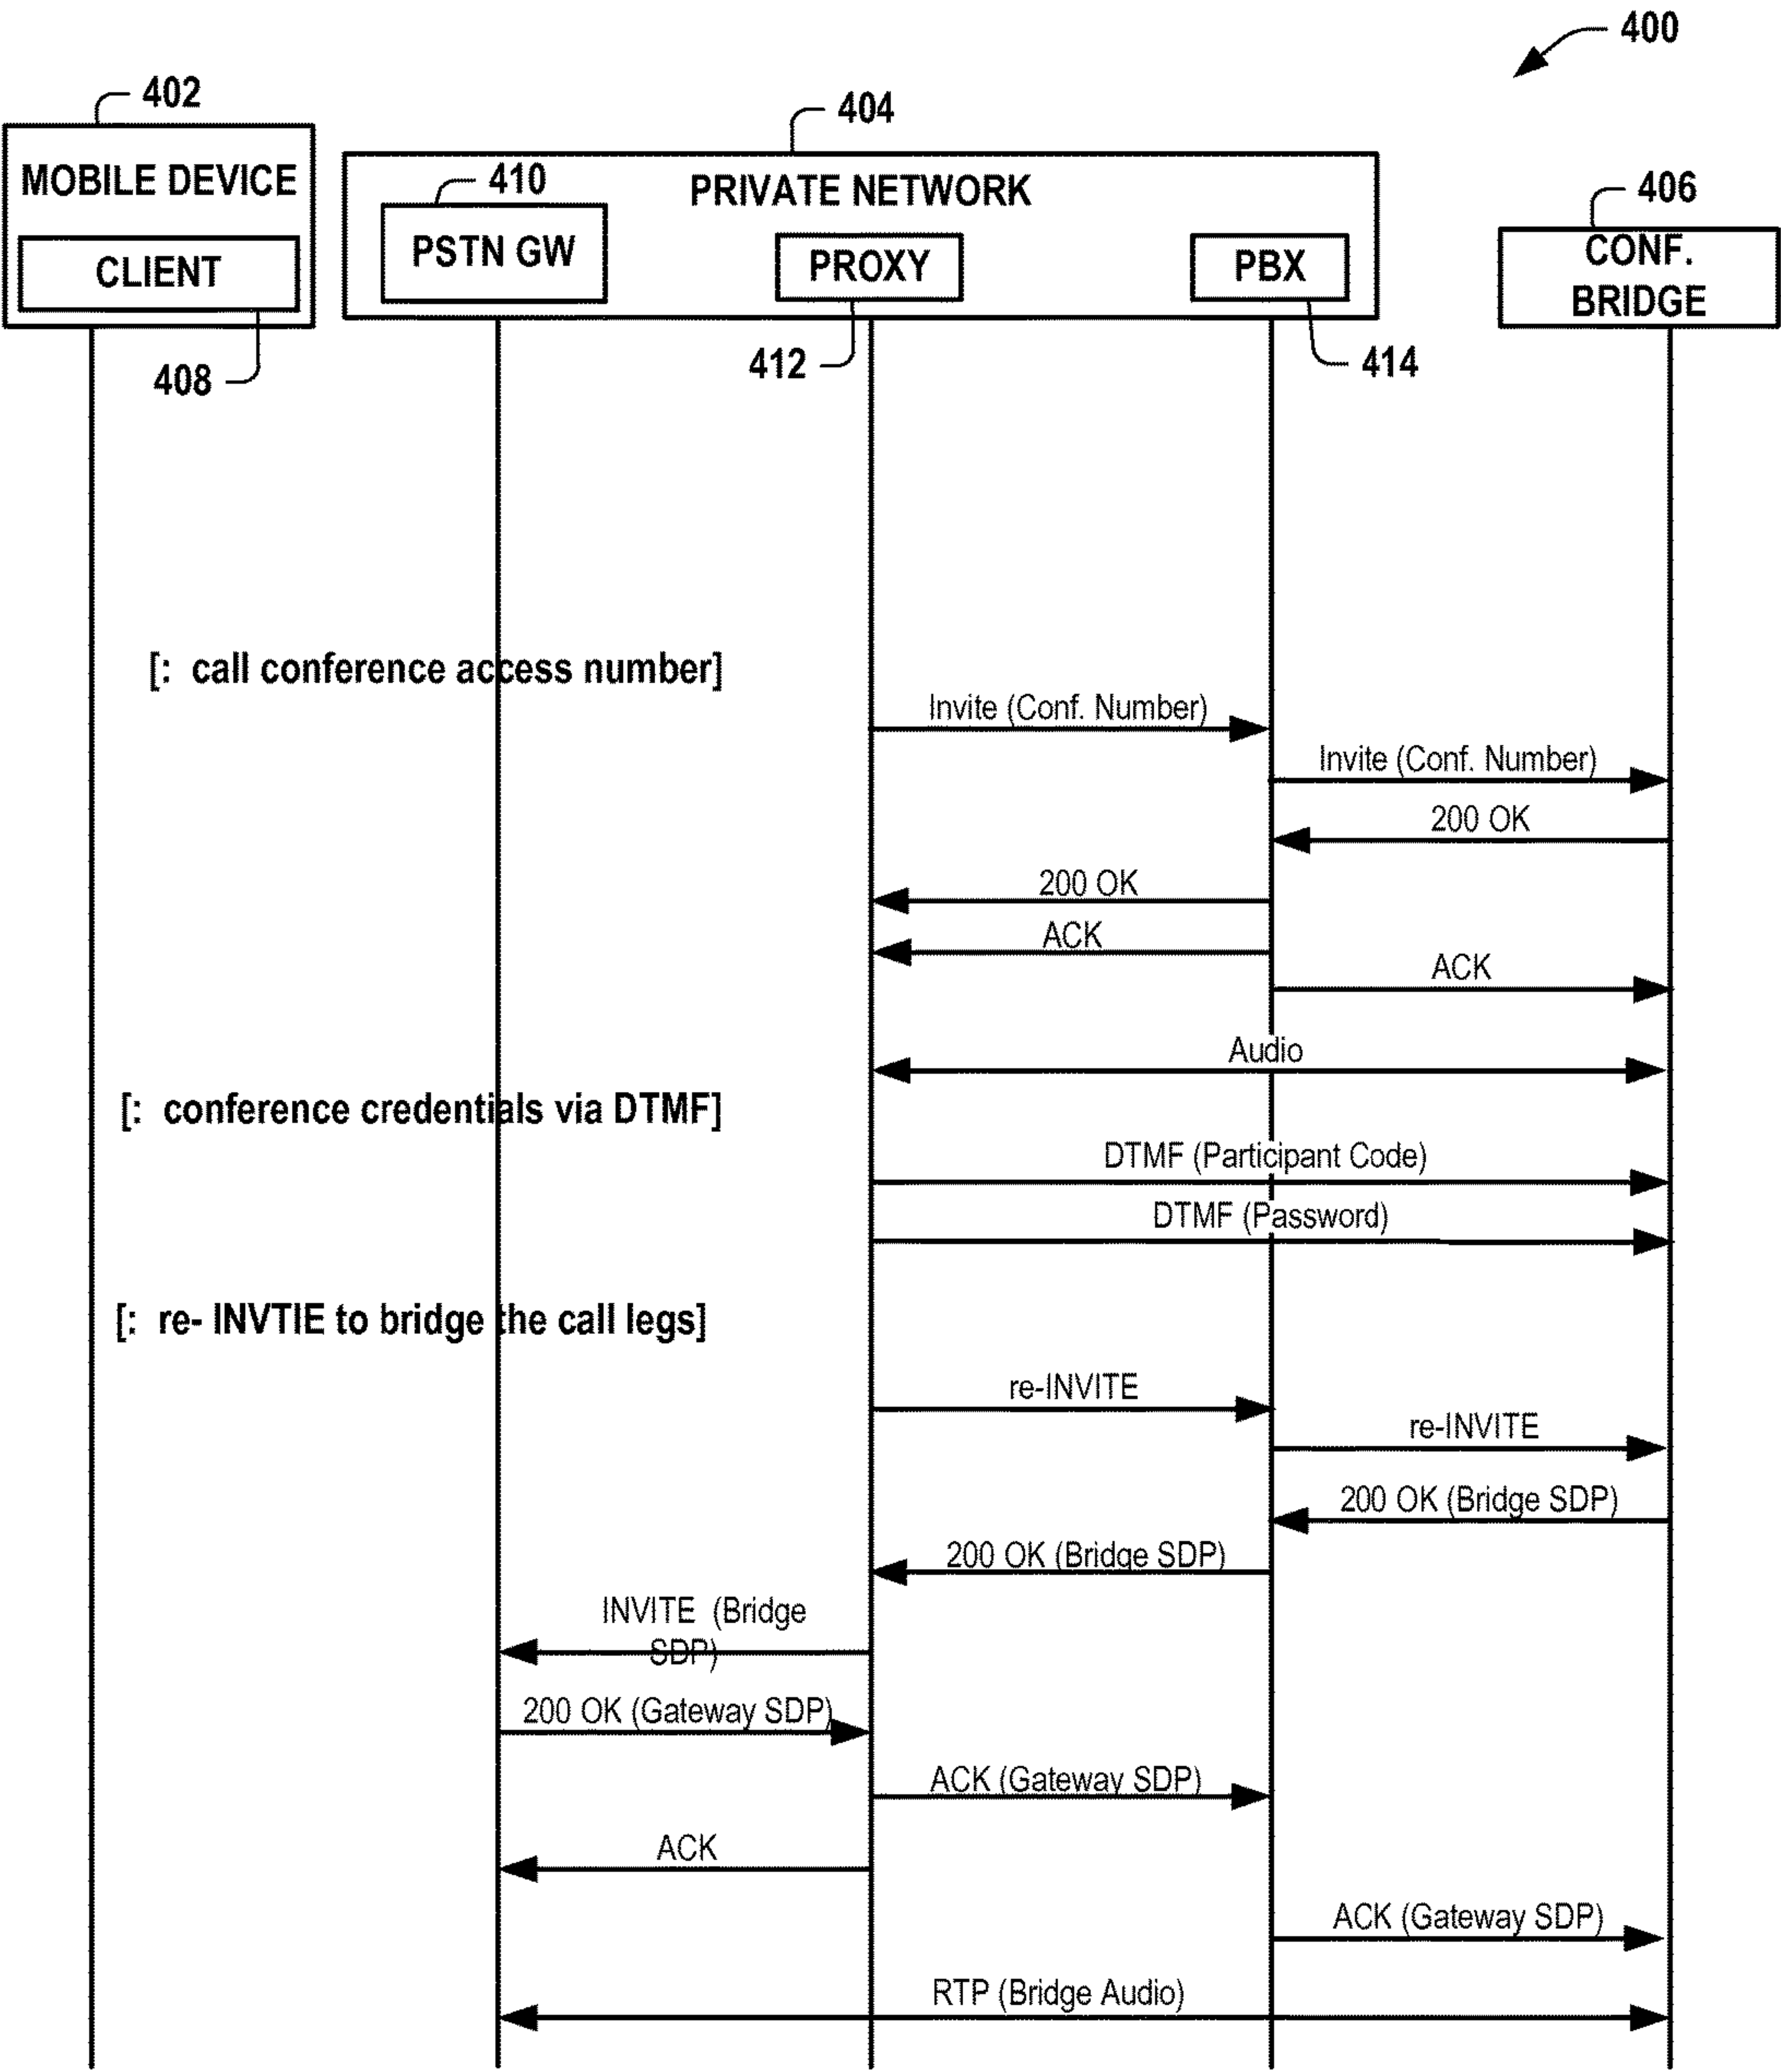 400
402
404
MOBILE DEVICE
410
PRIVATE NETWORK
406
CLIENT
PSTN GW
PROXY
PBX
CONF.
BRIDGE
408
412
414
[: call conference access number]
Invite (Conf. Number)
Invite (Conf. Number)
200 OK
200 OK
ACK
ACK
Audio
[: conference credentials via DTMF]
DTMF (Participant Code)
DTMF (Password)
[: re- INVTIE to bridge the call legs]
re-INVITE
re-INVITE
200 OK (Bridge SDP)
200 OK (Bridge SDP)
INVITE (Bridge
SDP)
200 OK (Gateway SDP)
ACK (Gateway SDP)
ACK
ACK (Gateway SDP)
RTP (Bridge Audio)